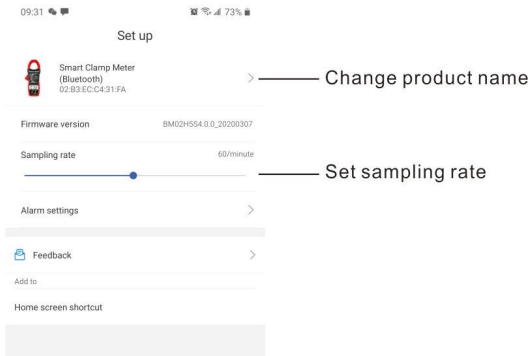 09:31 73%
Set up
Smart Clamp Meter
(Bluetooth)
02:B3:EC:C4:31:FA
Change product name
Firmware version BM02HSS4.0.0_20200307
Sampling rate 60/minute
Set sampling rate
Alarm settings
Feedback
Add to
Home screen shortcut